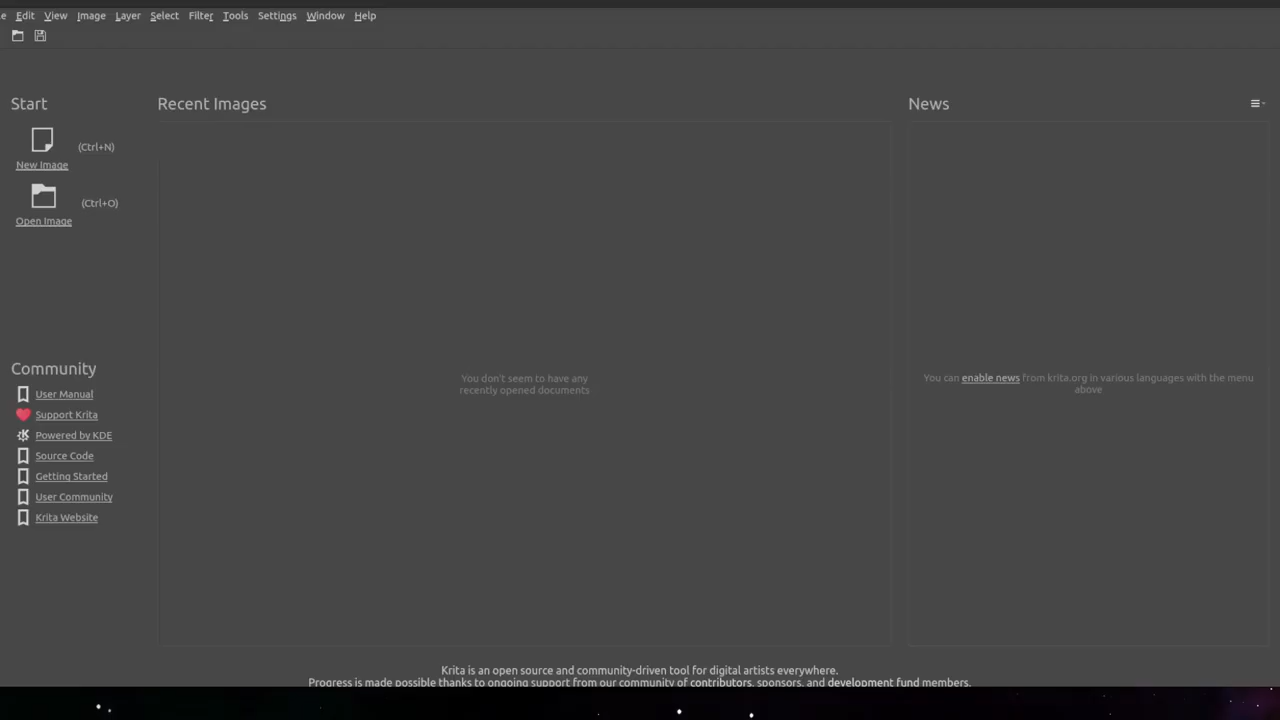 Edit View Image Layer Select Filter Tools Settings Window Help
Start
Recent Images
News
(Ctrl+N)
New Image
(Ctrl+O)
Open Image
You don't seem to have any
recently opened documents
You can enable news from krita.org in various languages with the menu
above
Community
User Manual
Support Krita
Powered by KDE
Source Code
Getting Started
User Community
Krita Website
Krita is an open source and community-driven tool for digital artists everywhere.
Progress is made possible thanks to ongoing support from our community of contributors, sponsors, and development fund members.